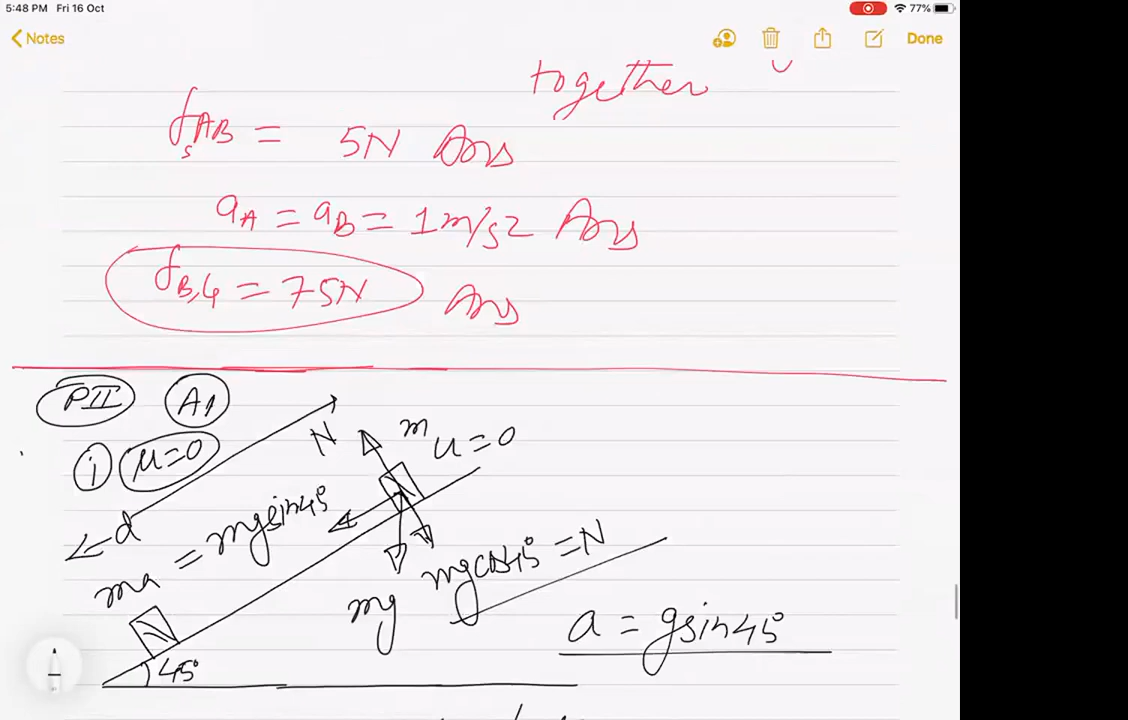 5:48 PM Fri 16 Oct
77%
Notes
Done
together
fsAB = 5N Ans
aA = aB = 1m/s2 Ans
fB,G = 75N Ans
PII A1
i μ=0
N
m
u=0
d
ma = mgsin45°
mgcos45° = N
mg
a = gsin45°
45°